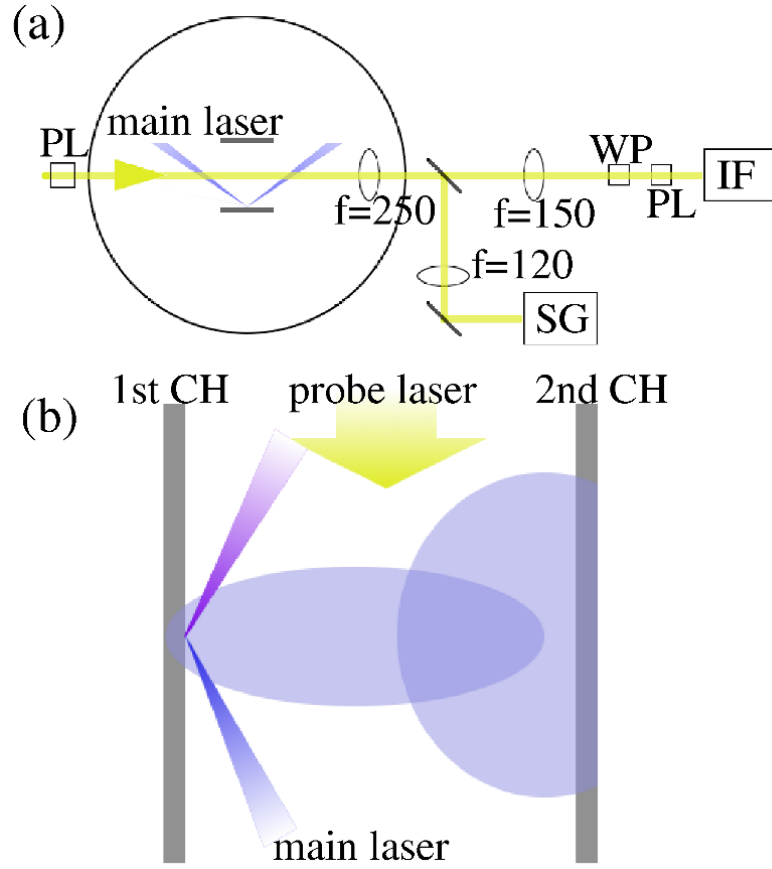 (a)
main laser
PL
WP
IF
f=250
f=150
PL
f=120
SG
1st CH
probe laser
2nd CH
(b)
main laser